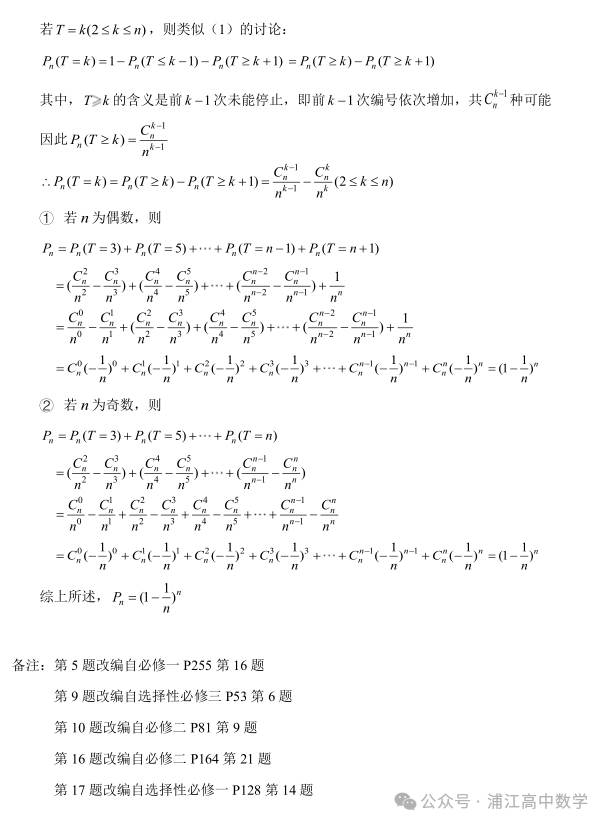 若 T = k(2 ≤ k ≤ n)，则类似（1）的讨论：
P_n(T = k) = 1 − P_n(T ≤ k−1) − P_n(T ≥ k+1) = P_n(T ≥ k) − P_n(T ≥ k+1)
其中，T⩾k 的含义是前 k−1 次未能停止，即前 k−1 次编号依次增加，共 C_n^{k−1} 种可能
因此 P_n(T ≥ k) = C_n^{k−1}/n^{k−1}
∴ P_n(T = k) = P_n(T ≥ k) − P_n(T ≥ k+1) = C_n^{k−1}/n^{k−1} − C_n^k/n^k (2 ≤ k ≤ n)
① 若 n 为偶数，则
P_n = P_n(T = 3) + P_n(T = 5) + ⋯ + P_n(T = n−1) + P_n(T = n+1)
= (C_n^2/n^2 − C_n^3/n^3) + (C_n^4/n^4 − C_n^5/n^5) + ⋯ + (C_n^{n−2}/n^{n−2} − C_n^{n−1}/n^{n−1}) + 1/n^n
= C_n^0/n^0 − C_n^1/n^1 + (C_n^2/n^2 − C_n^3/n^3) + (C_n^4/n^4 − C_n^5/n^5) + ⋯ + (C_n^{n−2}/n^{n−2} − C_n^{n−1}/n^{n−1}) + 1/n^n
= C_n^0(−1/n)^0 + C_n^1(−1/n)^1 + C_n^2(−1/n)^2 + C_n^3(−1/n)^3 + ⋯ + C_n^{n−1}(−1/n)^{n−1} + C_n^n(−1/n)^n = (1−1/n)^n
② 若 n 为奇数，则
P_n = P_n(T = 3) + P_n(T = 5) + ⋯ + P_n(T = n)
= (C_n^2/n^2 − C_n^3/n^3) + (C_n^4/n^4 − C_n^5/n^5) + ⋯ + (C_n^{n−1}/n^{n−1} − C_n^n/n^n)
= C_n^0/n^0 − C_n^1/n^1 + C_n^2/n^2 − C_n^3/n^3 + C_n^4/n^4 − C_n^5/n^5 + ⋯ + C_n^{n−1}/n^{n−1} − C_n^n/n^n
= C_n^0(−1/n)^0 + C_n^1(−1/n)^1 + C_n^2(−1/n)^2 + C_n^3(−1/n)^3 + ⋯ + C_n^{n−1}(−1/n)^{n−1} + C_n^n(−1/n)^n = (1−1/n)^n
综上所述，P_n = (1−1/n)^n
备注：第 5 题改编自必修一 P255 第 16 题
第 9 题改编自选择性必修三 P53 第 6 题
第 10 题改编自必修二 P81 第 9 题
第 16 题改编自必修二 P164 第 21 题
第 17 题改编自选择性必修一 P128 第 14 题
公众号 · 浦江高中数学